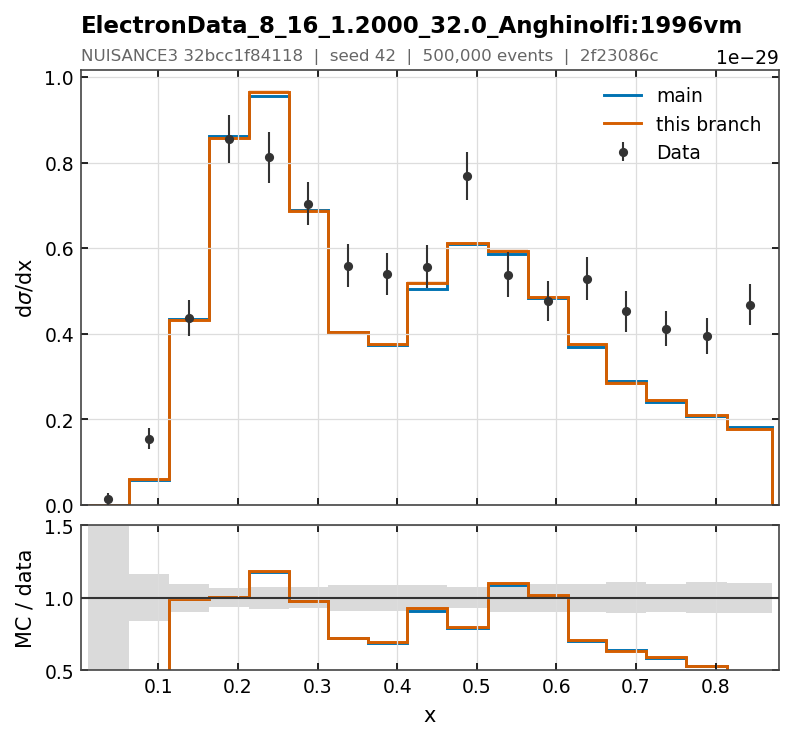 ElectronData_8_16_1.2000_32.0_Anghinolfi:1996vm
NUISANCE3 32bcc1f84118 | seed 42 | 500,000 events | 2f23086c
1e−29
main
this branch
Data
1.0
0.8
0.6
0.4
0.2
0.0
dσ/dx
1.5
1.0
0.5
MC / data
0.1 0.2 0.3 0.4 0.5 0.6 0.7 0.8
x